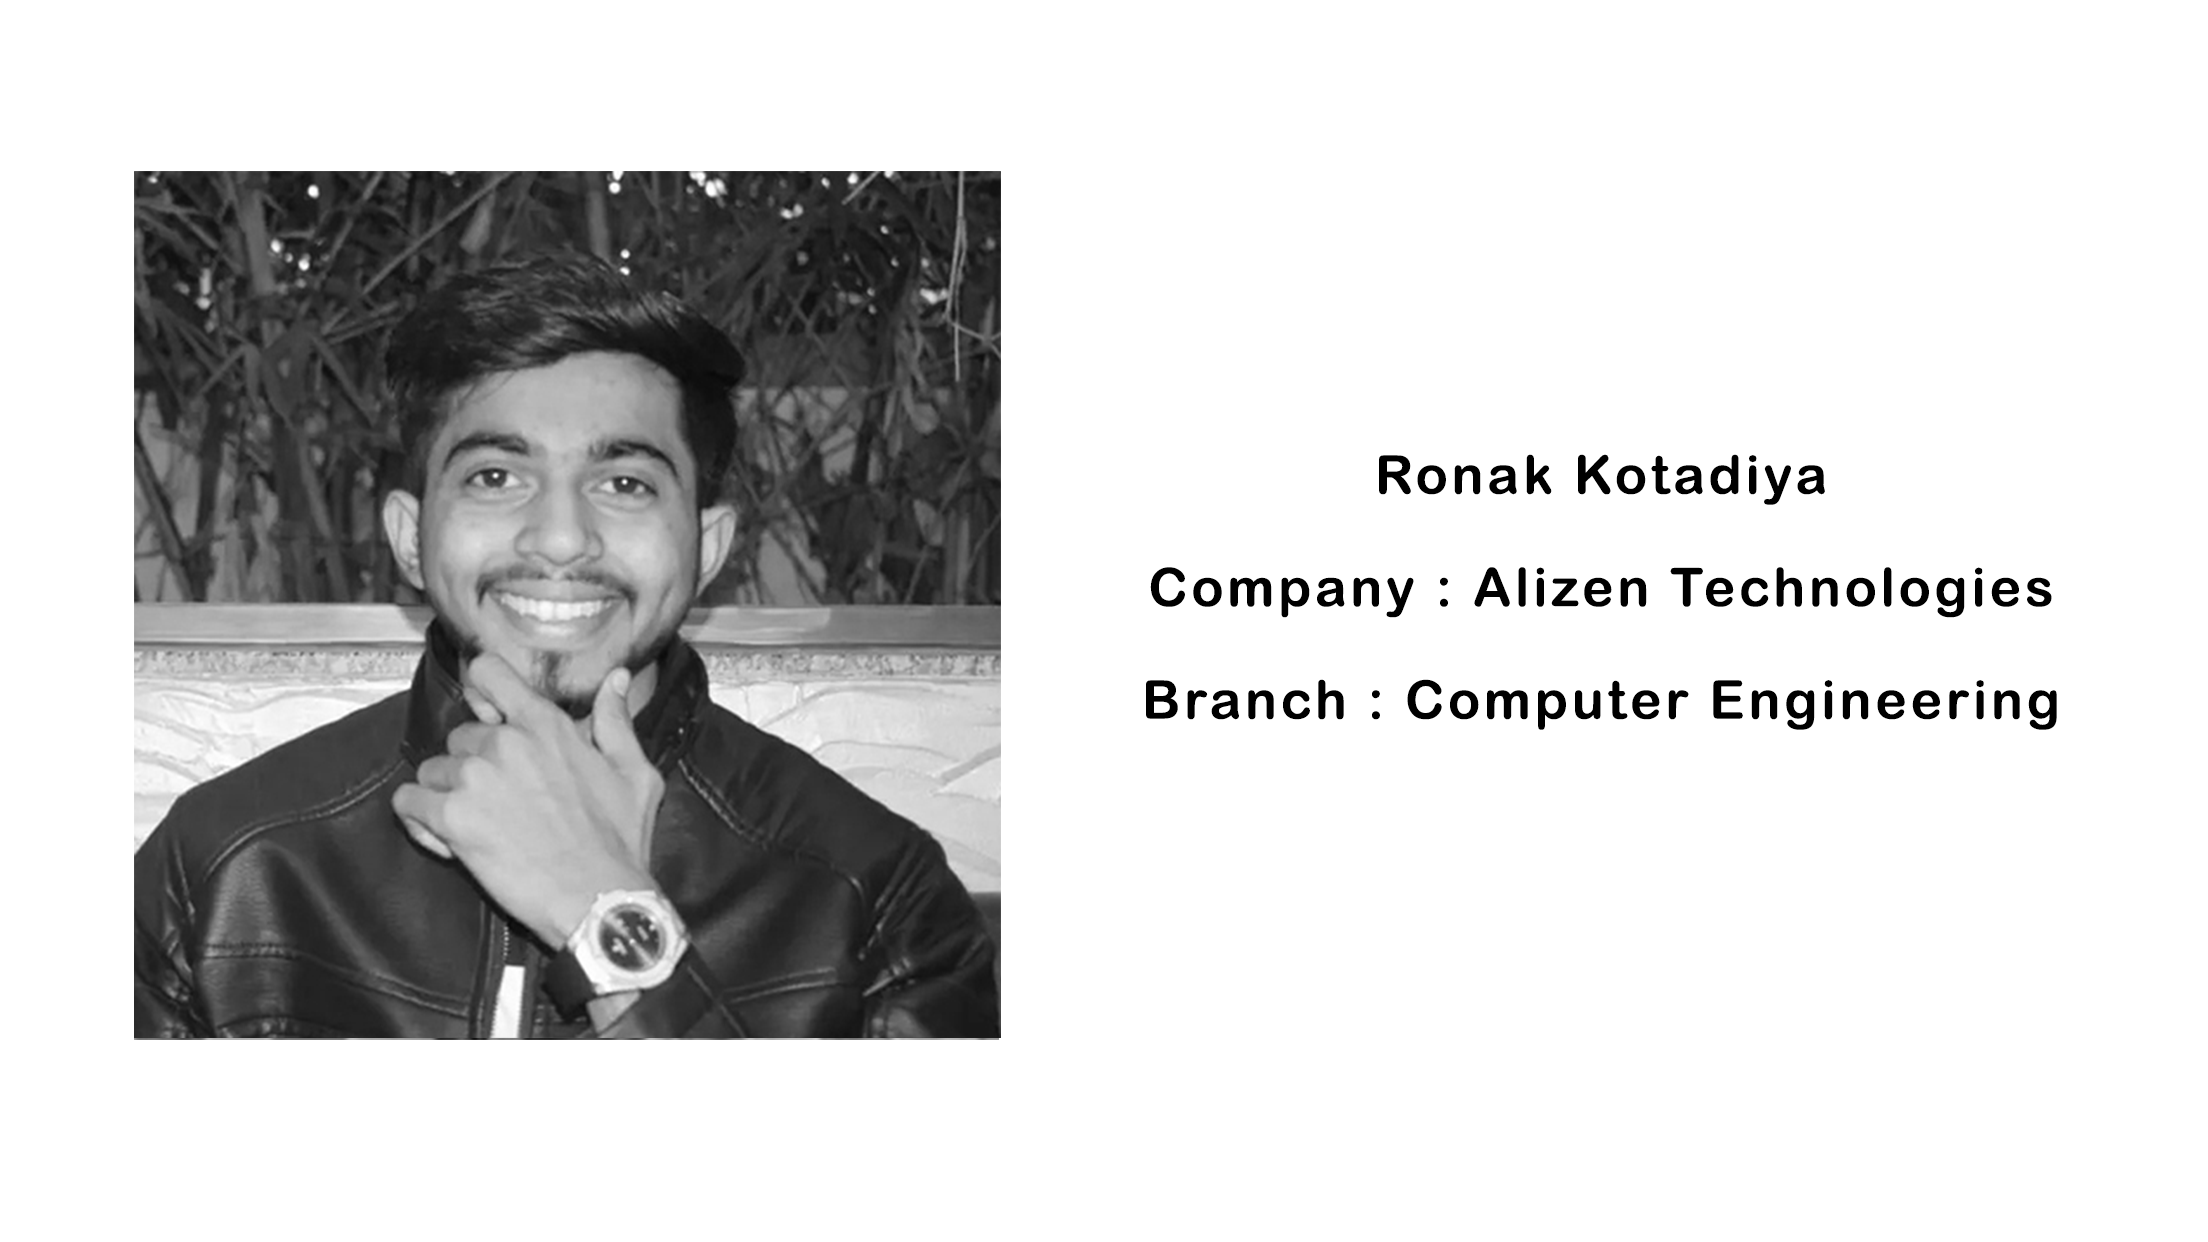 Ronak Kotadiya
Company : Alizen Technologies
Branch : Computer Engineering